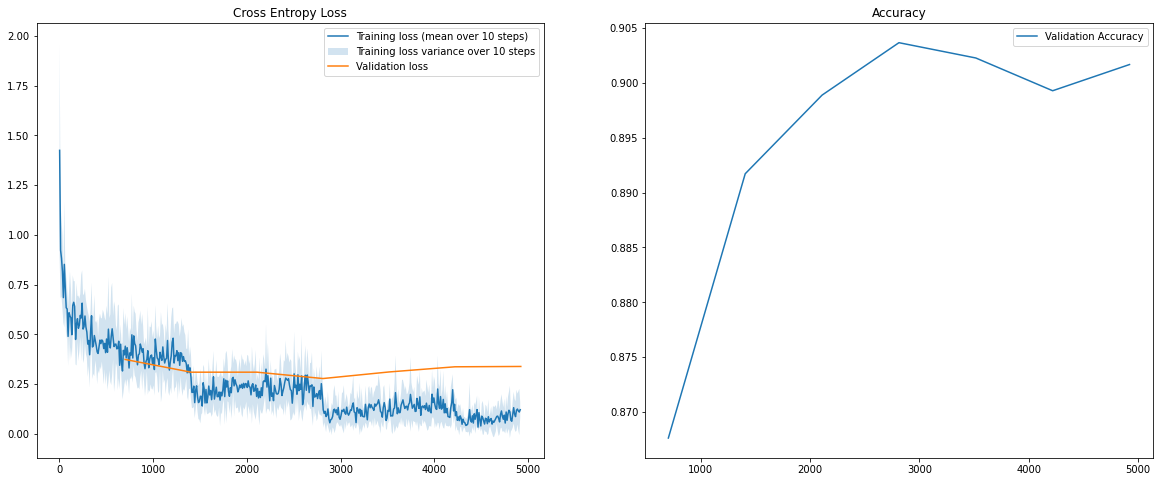 Cross Entropy Loss
Training loss (mean over 10 steps)
Training loss variance over 10 steps
Validation loss
2.00
1.75
1.50
1.25
1.00
0.75
0.50
0.25
0.00
0 1000 2000 3000 4000 5000
Accuracy
Validation Accuracy
0.905
0.900
0.895
0.890
0.885
0.880
0.875
0.870
1000 2000 3000 4000 5000